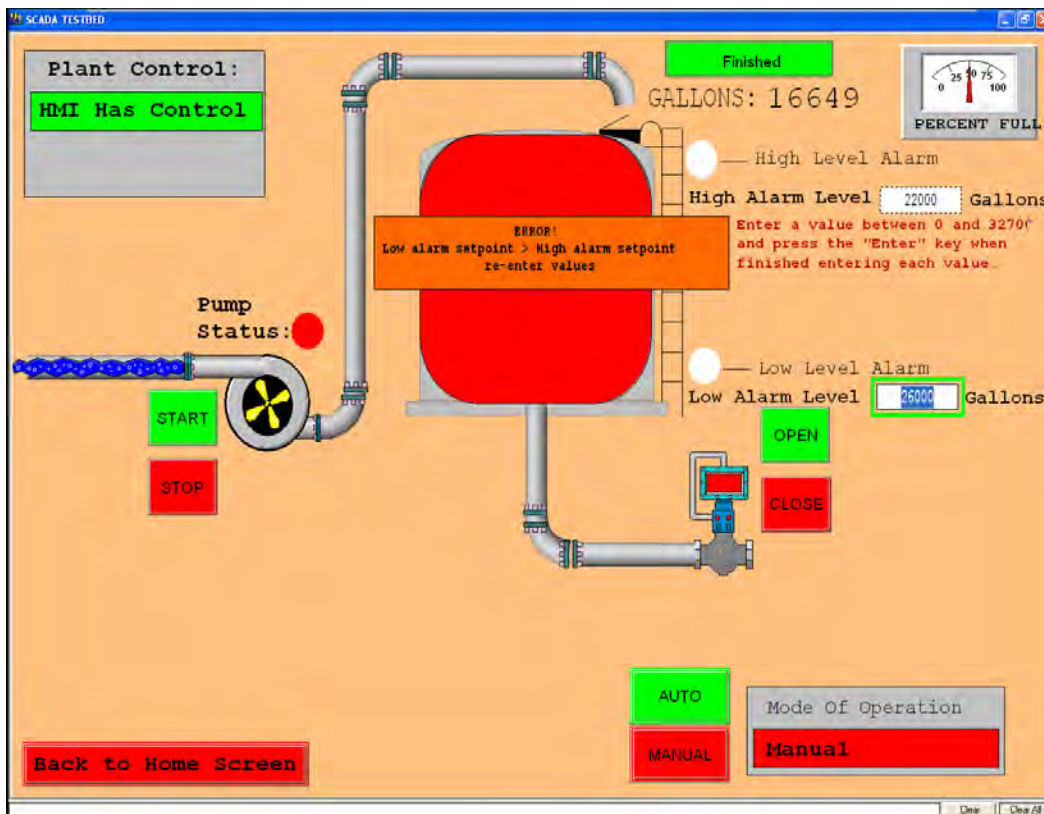 SCADA TESTBED
Plant Control:
HMI Has Control
Finished
GALLONS: 16649
0 25 50 75 100
PERCENT FULL
High Level Alarm
High Alarm Level 22000 Gallons
Enter a value between 0 and 3270
and press the "Enter" key when
finished entering each value.
ERROR!
Low alarm setpoint > High alarm setpoint
re-enter values
Pump
Status:
START
STOP
Low Level Alarm
Low Alarm Level 26000 Gallons
OPEN
CLOSE
AUTO
MANUAL
Mode Of Operation
Manual
Back to Home Screen
Clear
Clear All